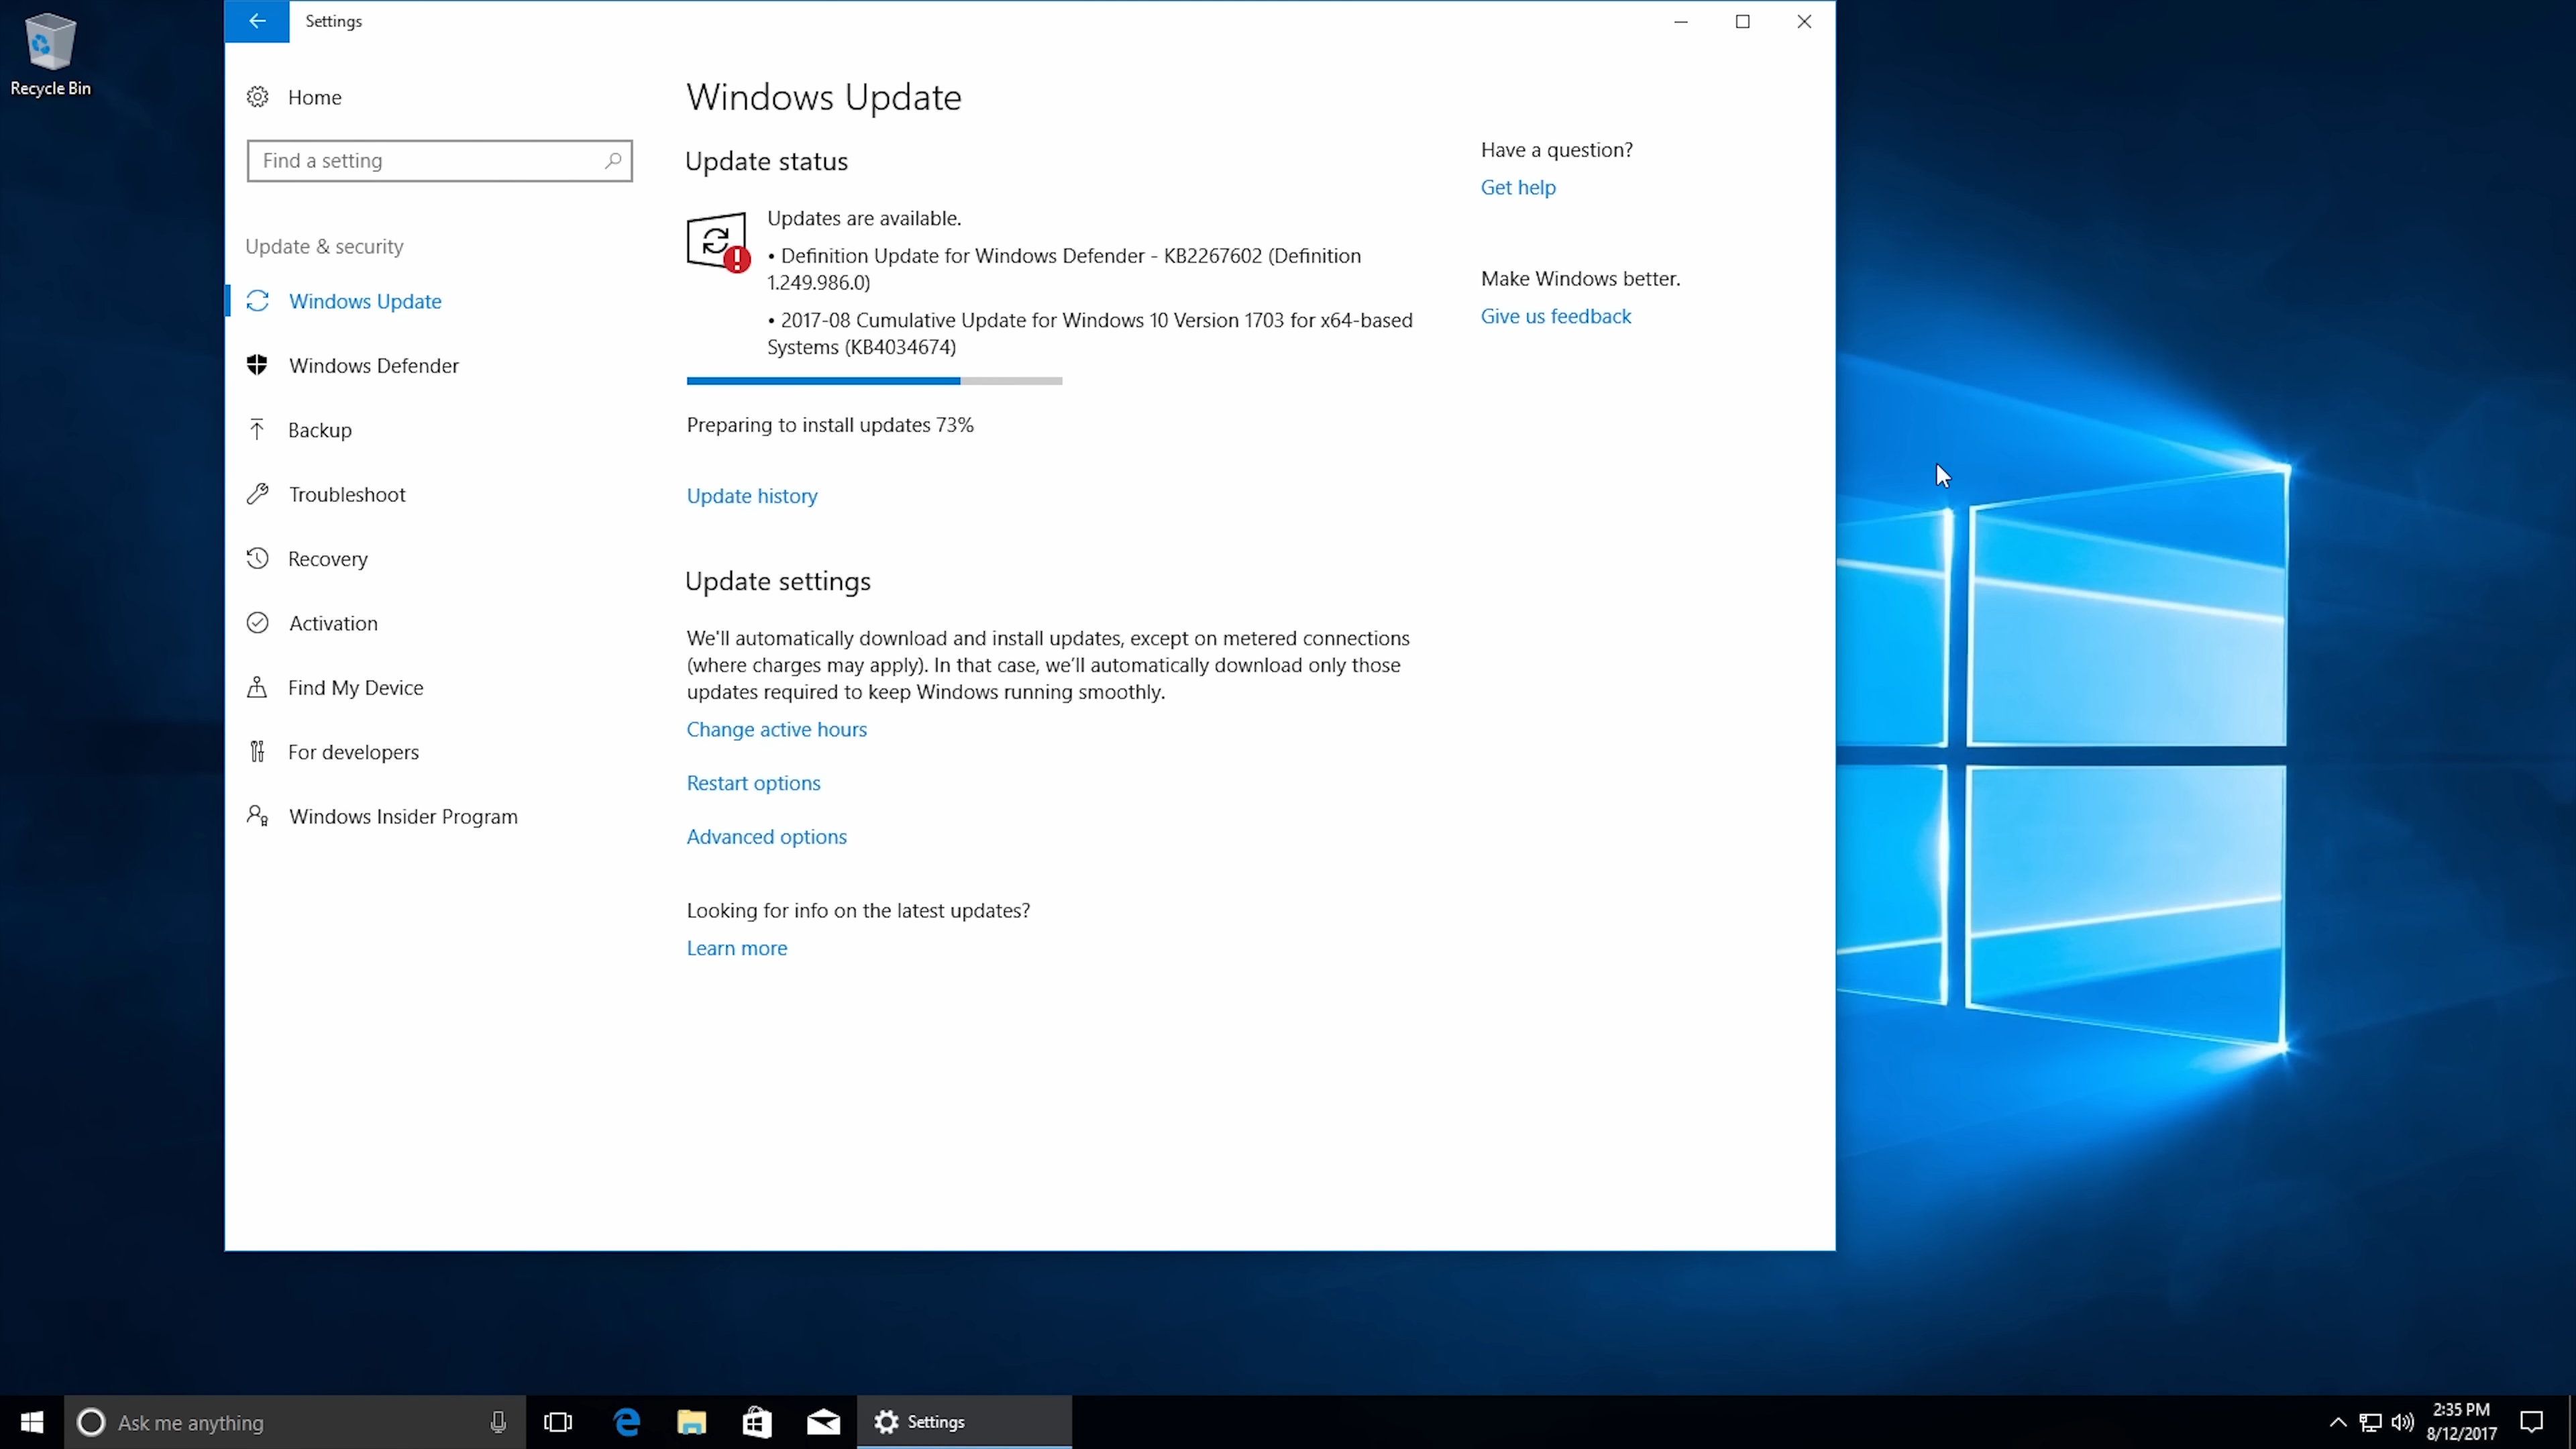 Recycle Bin
Settings
Home
Find a setting
Update & security
Windows Update
Windows Defender
Backup
Troubleshoot
Recovery
Activation
Find My Device
For developers
Windows Insider Program
Windows Update
Update status
Updates are available.
• Definition Update for Windows Defender - KB2267602 (Definition
1.249.986.0)
• 2017-08 Cumulative Update for Windows 10 Version 1703 for x64-based
Systems (KB4034674)
Preparing to install updates 73%
Update history
Update settings
We'll automatically download and install updates, except on metered connections
(where charges may apply). In that case, we'll automatically download only those
updates required to keep Windows running smoothly.
Change active hours
Restart options
Advanced options
Looking for info on the latest updates?
Learn more
Have a question?
Get help
Make Windows better.
Give us feedback
Ask me anything
Settings
2:35 PM
8/12/2017